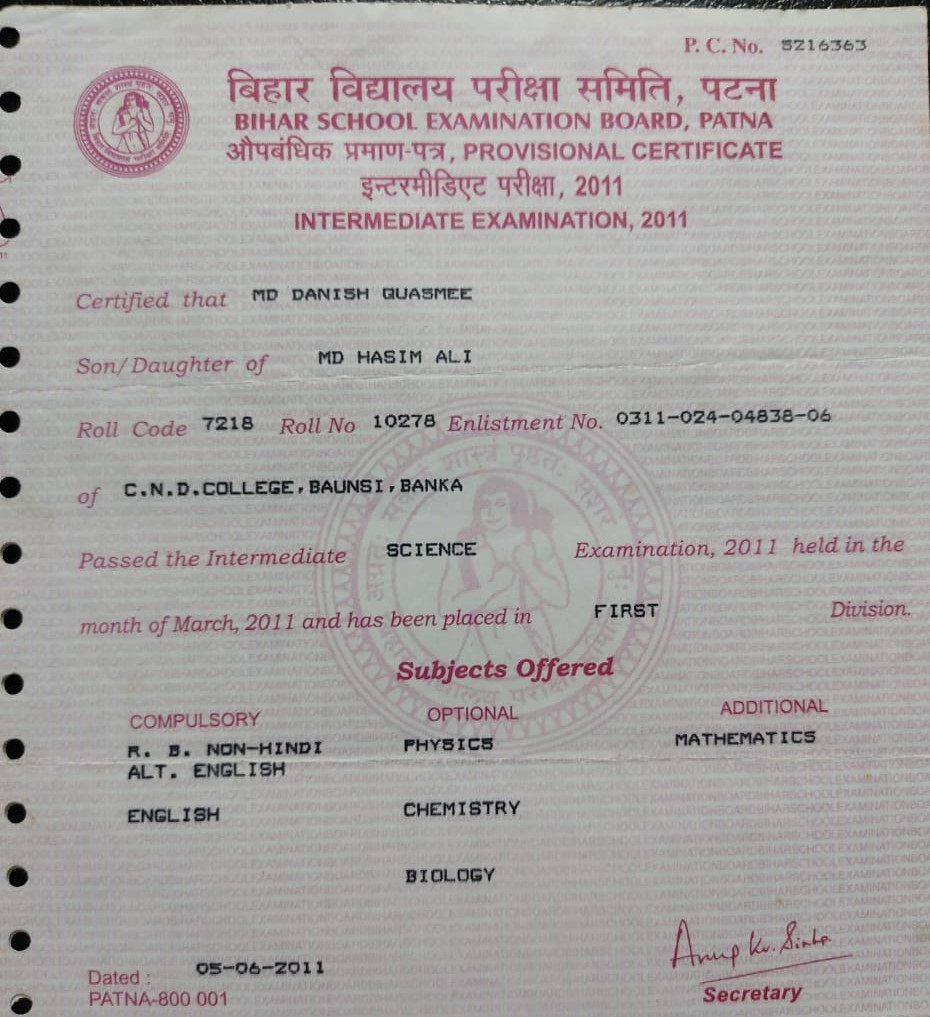 P. C. No. 5216363
बिहार विद्यालय परीक्षा समिति, पटना
BIHAR SCHOOL EXAMINATION BOARD, PATNA
औपबंधिक प्रमाण-पत्र, PROVISIONAL CERTIFICATE
इन्टरमीडिएट परीक्षा, 2011
INTERMEDIATE EXAMINATION, 2011
Certified that MD DANISH QUASMEE
Son/Daughter of MD HASIM ALI
Roll Code 7218 Roll No 10278 Enlistment No. 0311-024-04838-06
of C.N.D.COLLEGE,BAUNSI,BANKA
Passed the Intermediate SCIENCE Examination, 2011 held in the
month of March, 2011 and has been placed in FIRST Division.
Subjects Offered
COMPULSORY OPTIONAL ADDITIONAL
R. B. NON-HINDI PHYSICS MATHEMATICS
ALT. ENGLISH
ENGLISH CHEMISTRY
BIOLOGY
Anup Kr. Sinha
Dated : 05-06-2011
PATNA-800 001 Secretary